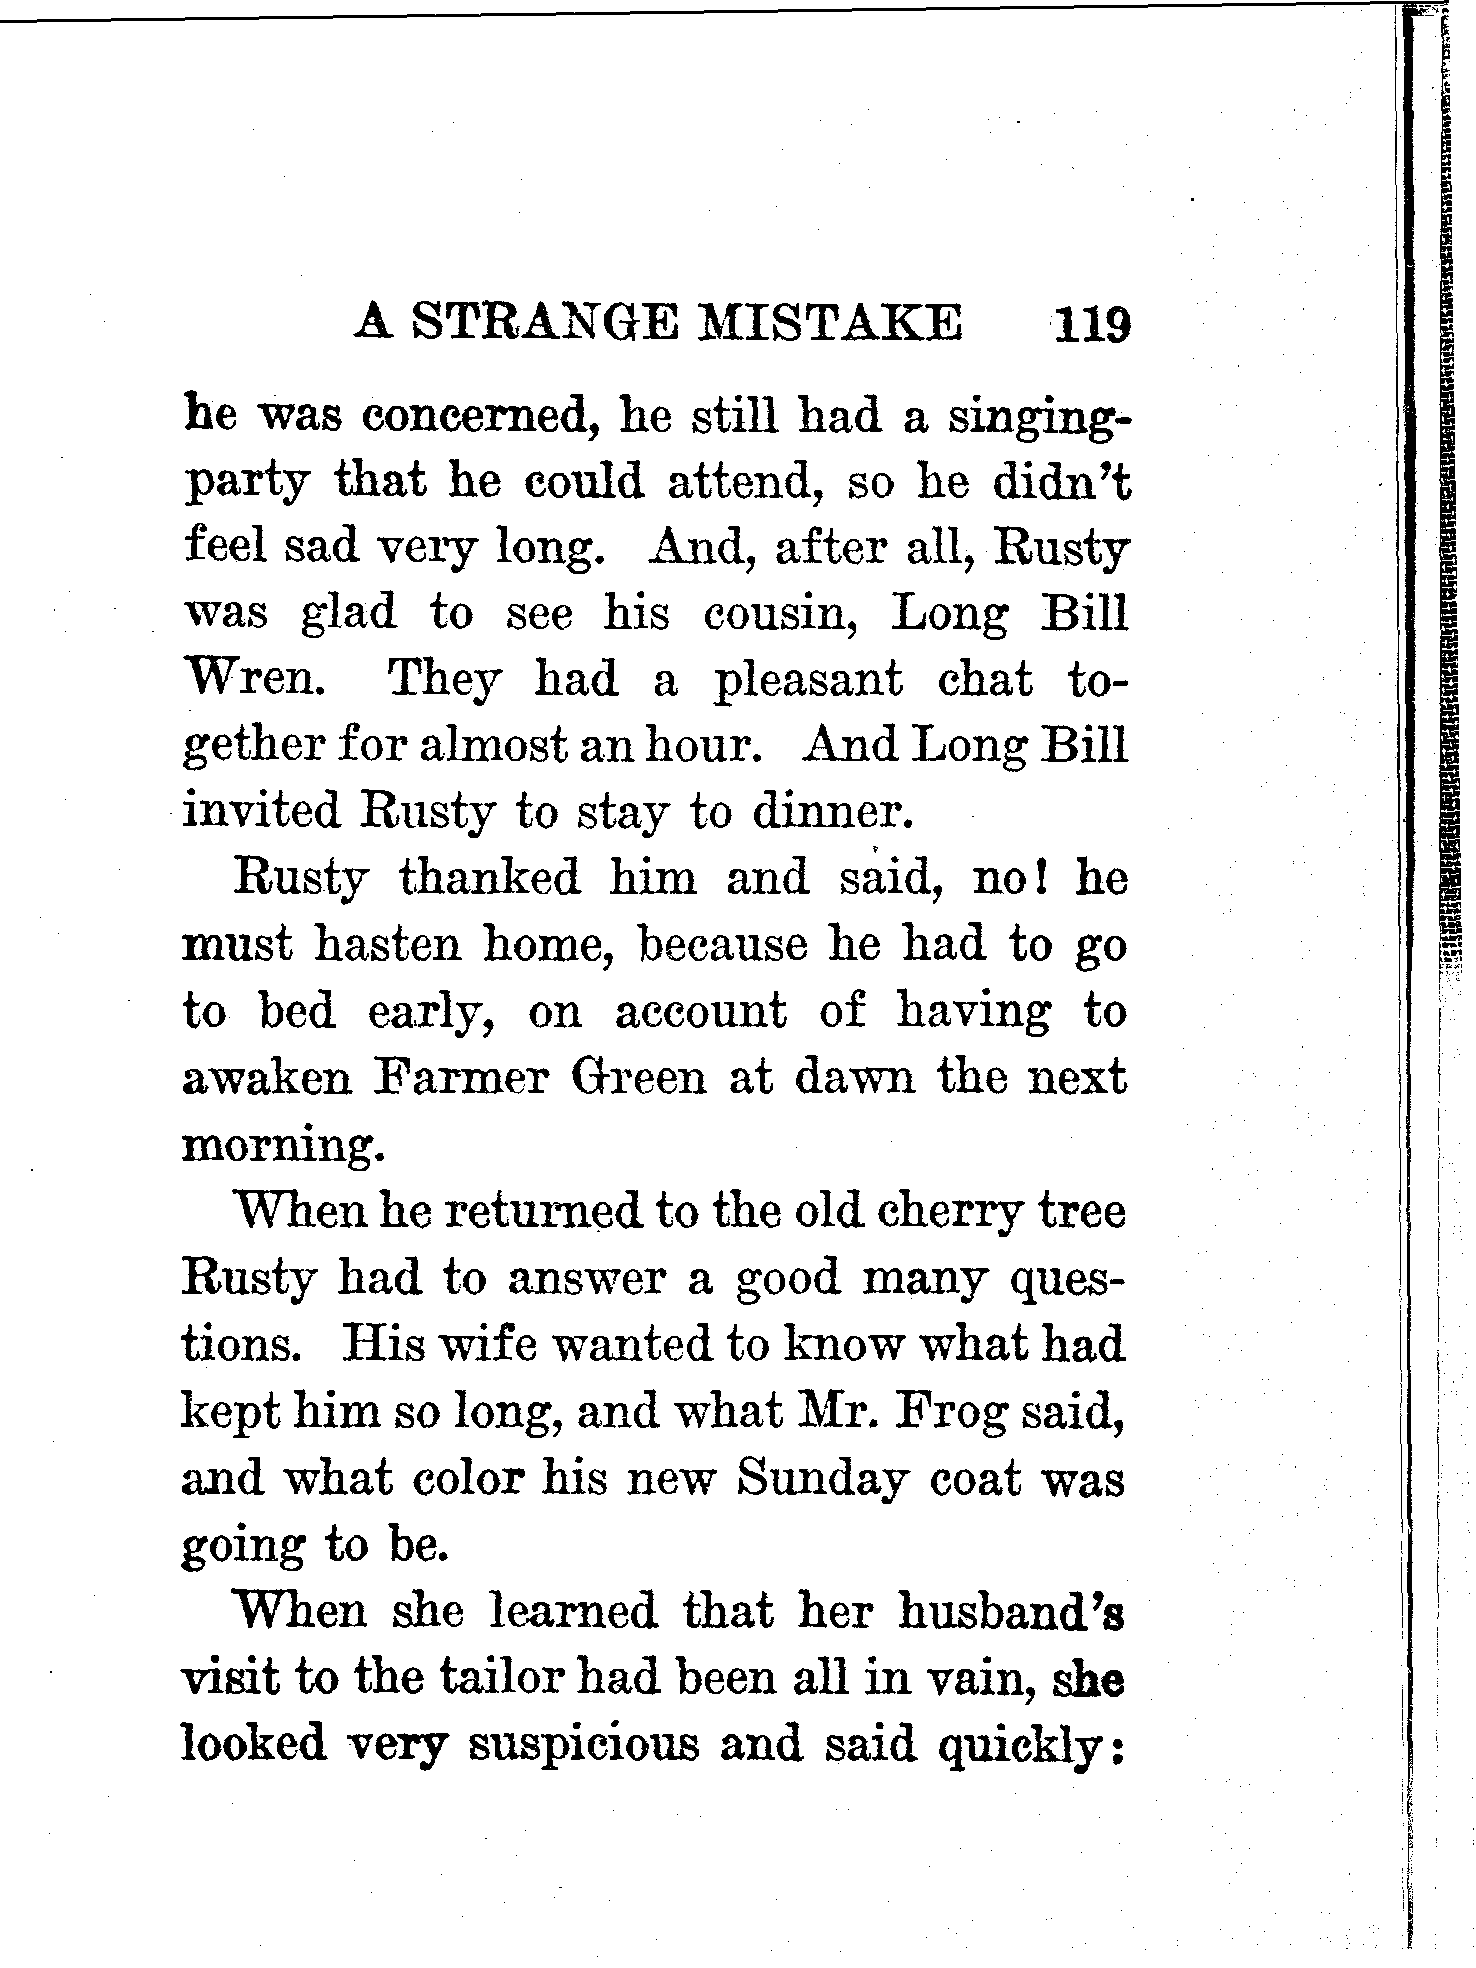 A STRANGE MISTAKE 119
he was concerned, he still had a singing-
party that he could attend, so he didn't
feel sad very long. And, after all, Rusty
was glad to see his cousin, Long Bill
Wren. They had a pleasant chat to-
gether for almost an hour. And Long Bill
invited Rusty to stay to dinner.
Rusty thanked him and said, no! he
must hasten home, because he had to go
to bed early, on account of having to
awaken Farmer Green at dawn the next
morning.
When he returned to the old cherry tree
Rusty had to answer a good many ques-
tions. His wife wanted to know what had
kept him so long, and what Mr. Frog said,
and what color his new Sunday coat was
going to be.
When she learned that her husband's
visit to the tailor had been all in vain, she
looked very suspicious and said quickly: